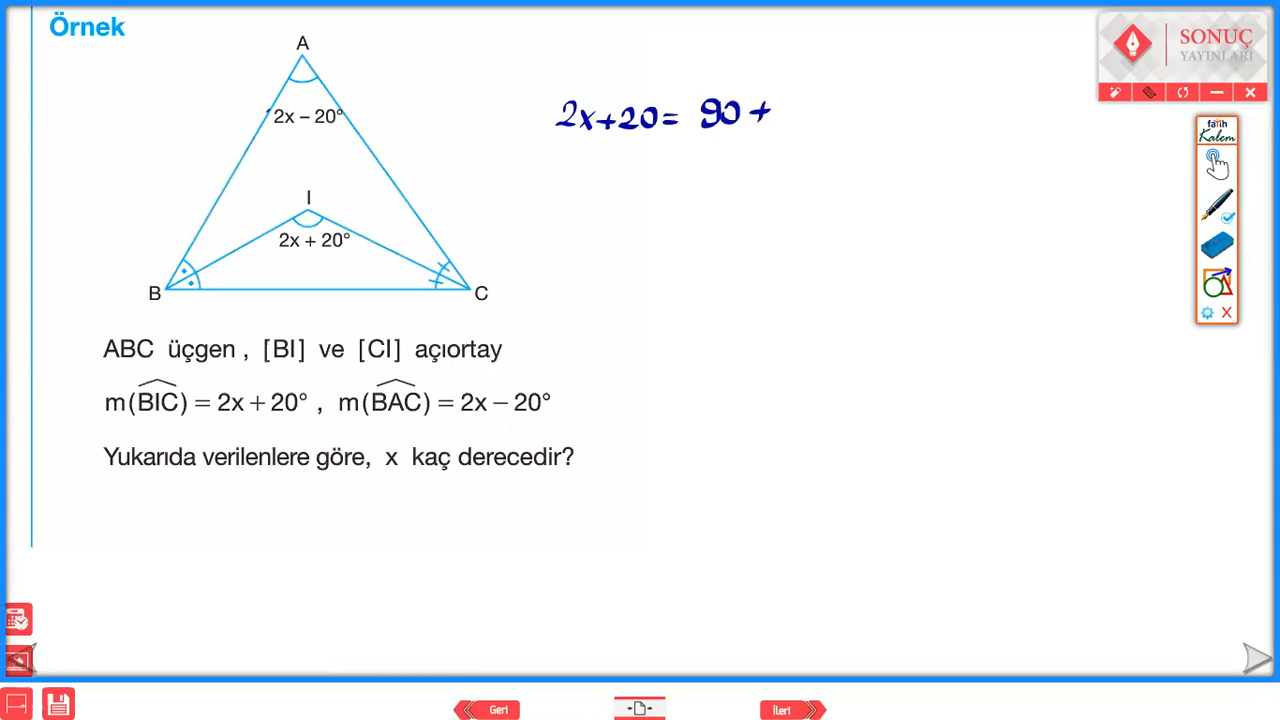 Örnek
SONUÇ
YAYINLARI
A
2x – 20°
2x+20= 90 +
fatih
Kalem
I
2x + 20°
B
C
ABC üçgen , [BI] ve [CI] açıortay
m(BIC) = 2x + 20° , m(BAC) = 2x – 20°
Yukarıda verilenlere göre, x kaç derecedir?
Geri
İleri